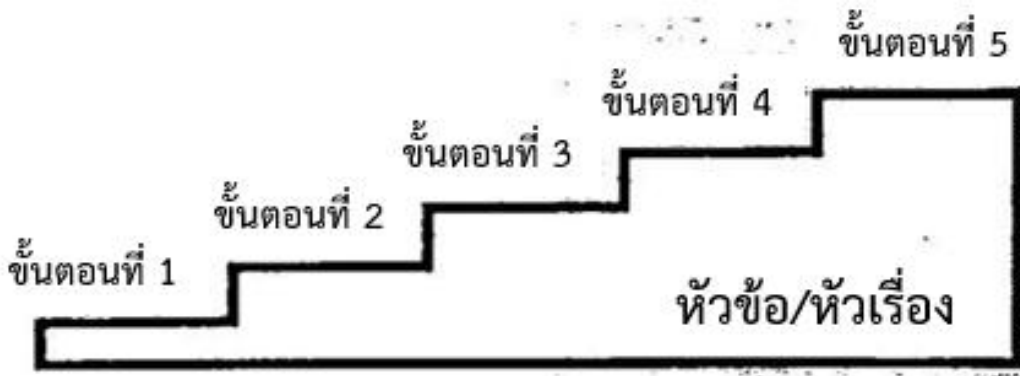 ขั้นตอนที่ 5
ขั้นตอนที่ 4
ขั้นตอนที่ 3
ขั้นตอนที่ 2
ขั้นตอนที่ 1
หัวข้อ/หัวเรื่อง